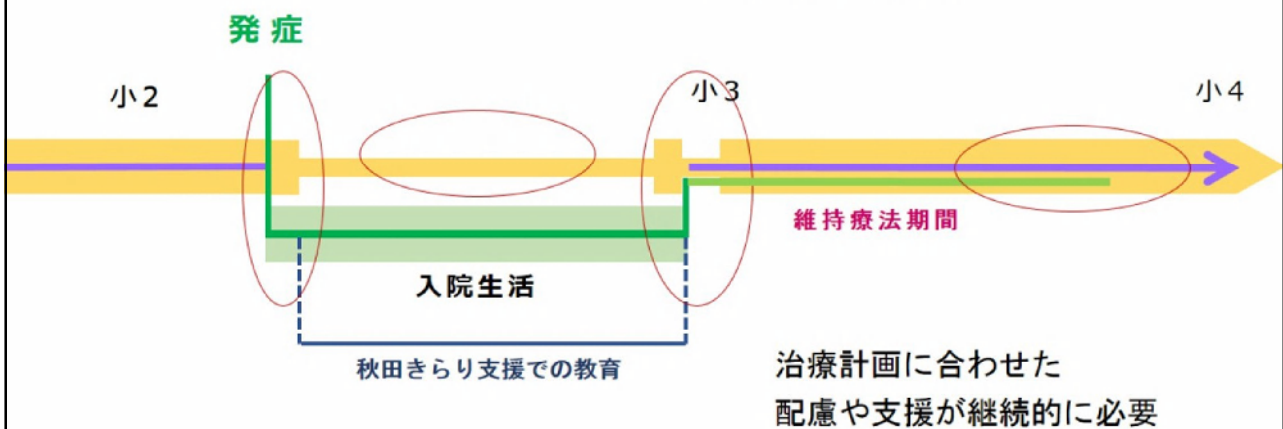 発症
小2
小3
小4
維持療法期間
入院生活
秋田きらり支援での教育
治療計画に合わせた
配慮や支援が継続的に必要